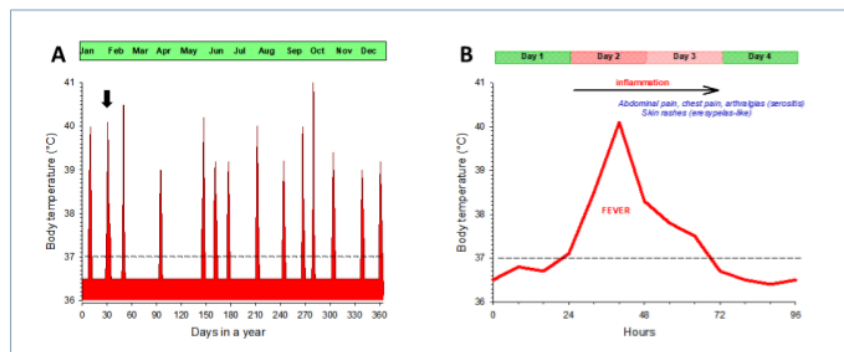 A
Jan Feb Mar Apr May Jun Jul Aug Sep Oct Nov Dec
41
40
39
38
37
36
Body temperature (°C)
0 30 60 90 120 150 180 210 240 270 300 330 360
Days in a year
B
Day 1 Day 2 Day 3 Day 4
inflammation
Abdominal pain, chest pain, arthralgias (serositis)
Skin rashes (eresypelas-like)
FEVER
41
40
39
38
37
36
Body temperature (°C)
0 24 48 72 96
Hours